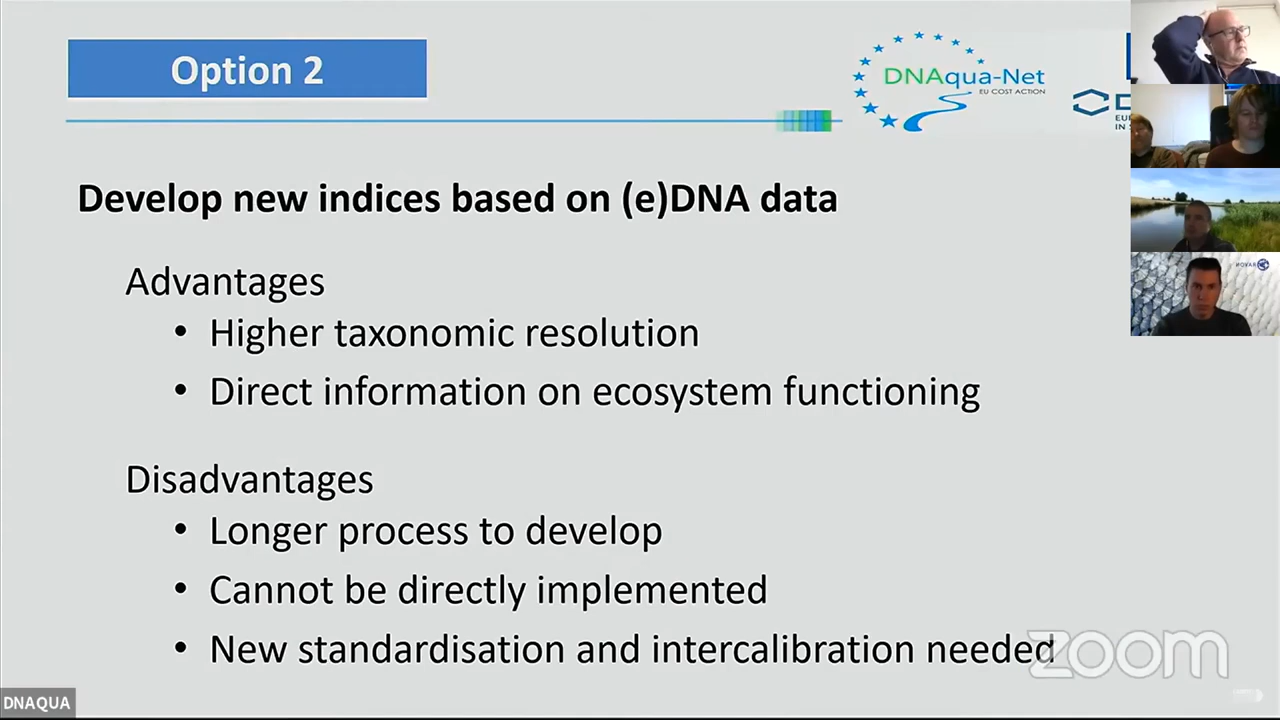 Option 2
DNAqua-Net
EU COST ACTION
EU
IN S
Develop new indices based on (e)DNA data
Advantages
• Higher taxonomic resolution
• Direct information on ecosystem functioning
Disadvantages
• Longer process to develop
• Cannot be directly implemented
• New standardisation and intercalibration needed
zoom
DNAQUA